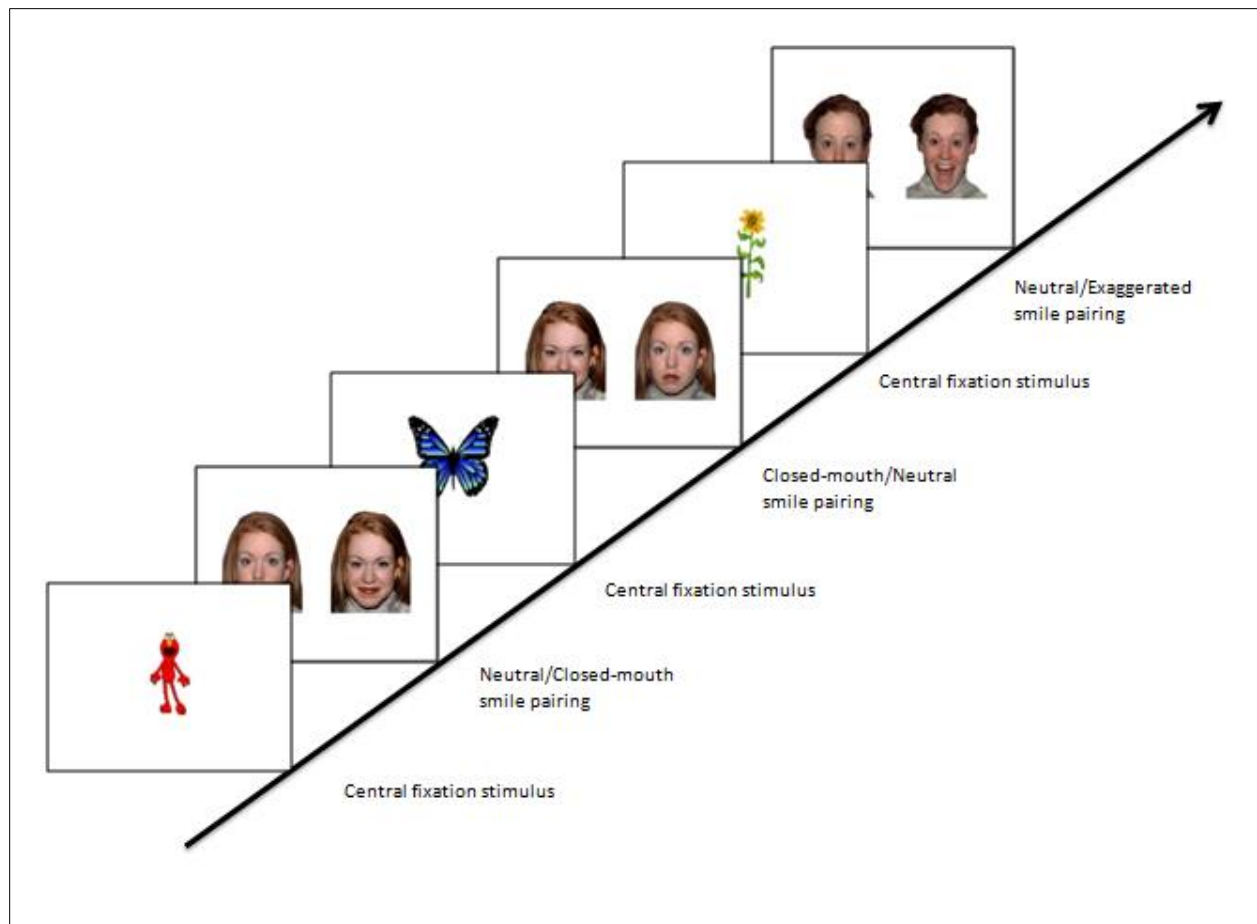 Neutral/Exaggerated
smile pairing
Central fixation stimulus
Closed-mouth/Neutral
smile pairing
Central fixation stimulus
Neutral/Closed-mouth
smile pairing
Central fixation stimulus